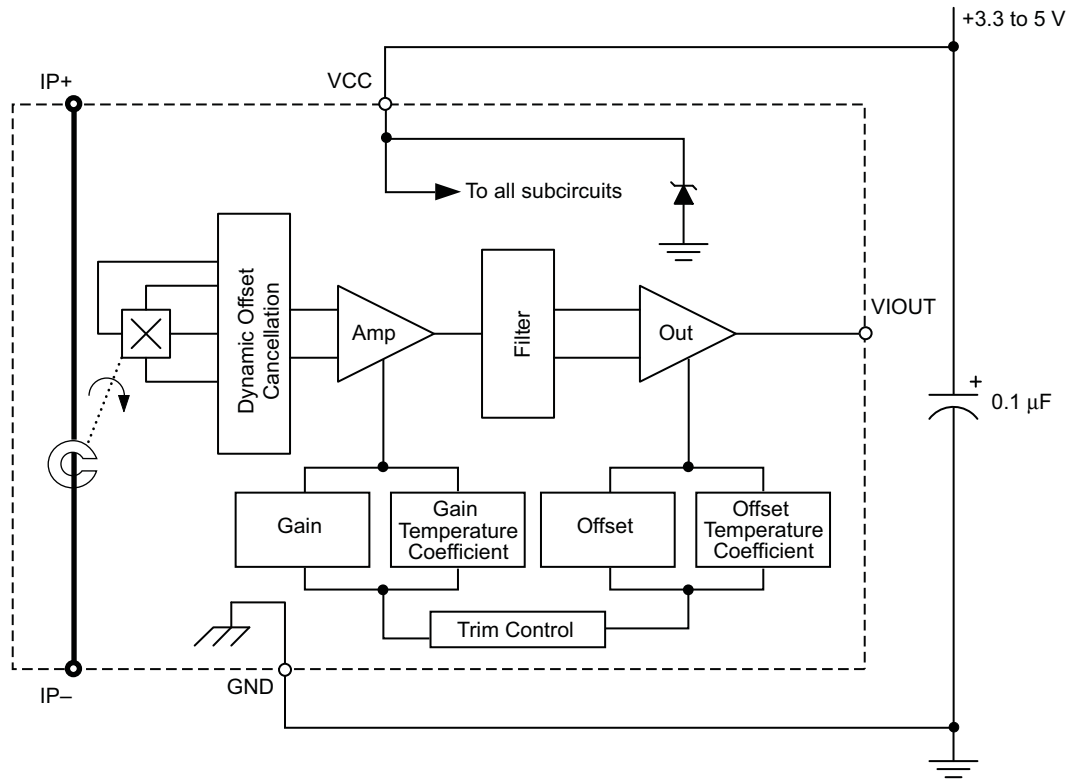 +3.3 to 5 V
IP+
VCC
To all subcircuits
Dynamic Offset
Cancellation
Amp
Filter
Out
VIOUT
+
0.1 μF
Gain
Gain
Temperature
Coefficient
Offset
Offset
Temperature
Coefficient
Trim Control
GND
IP–